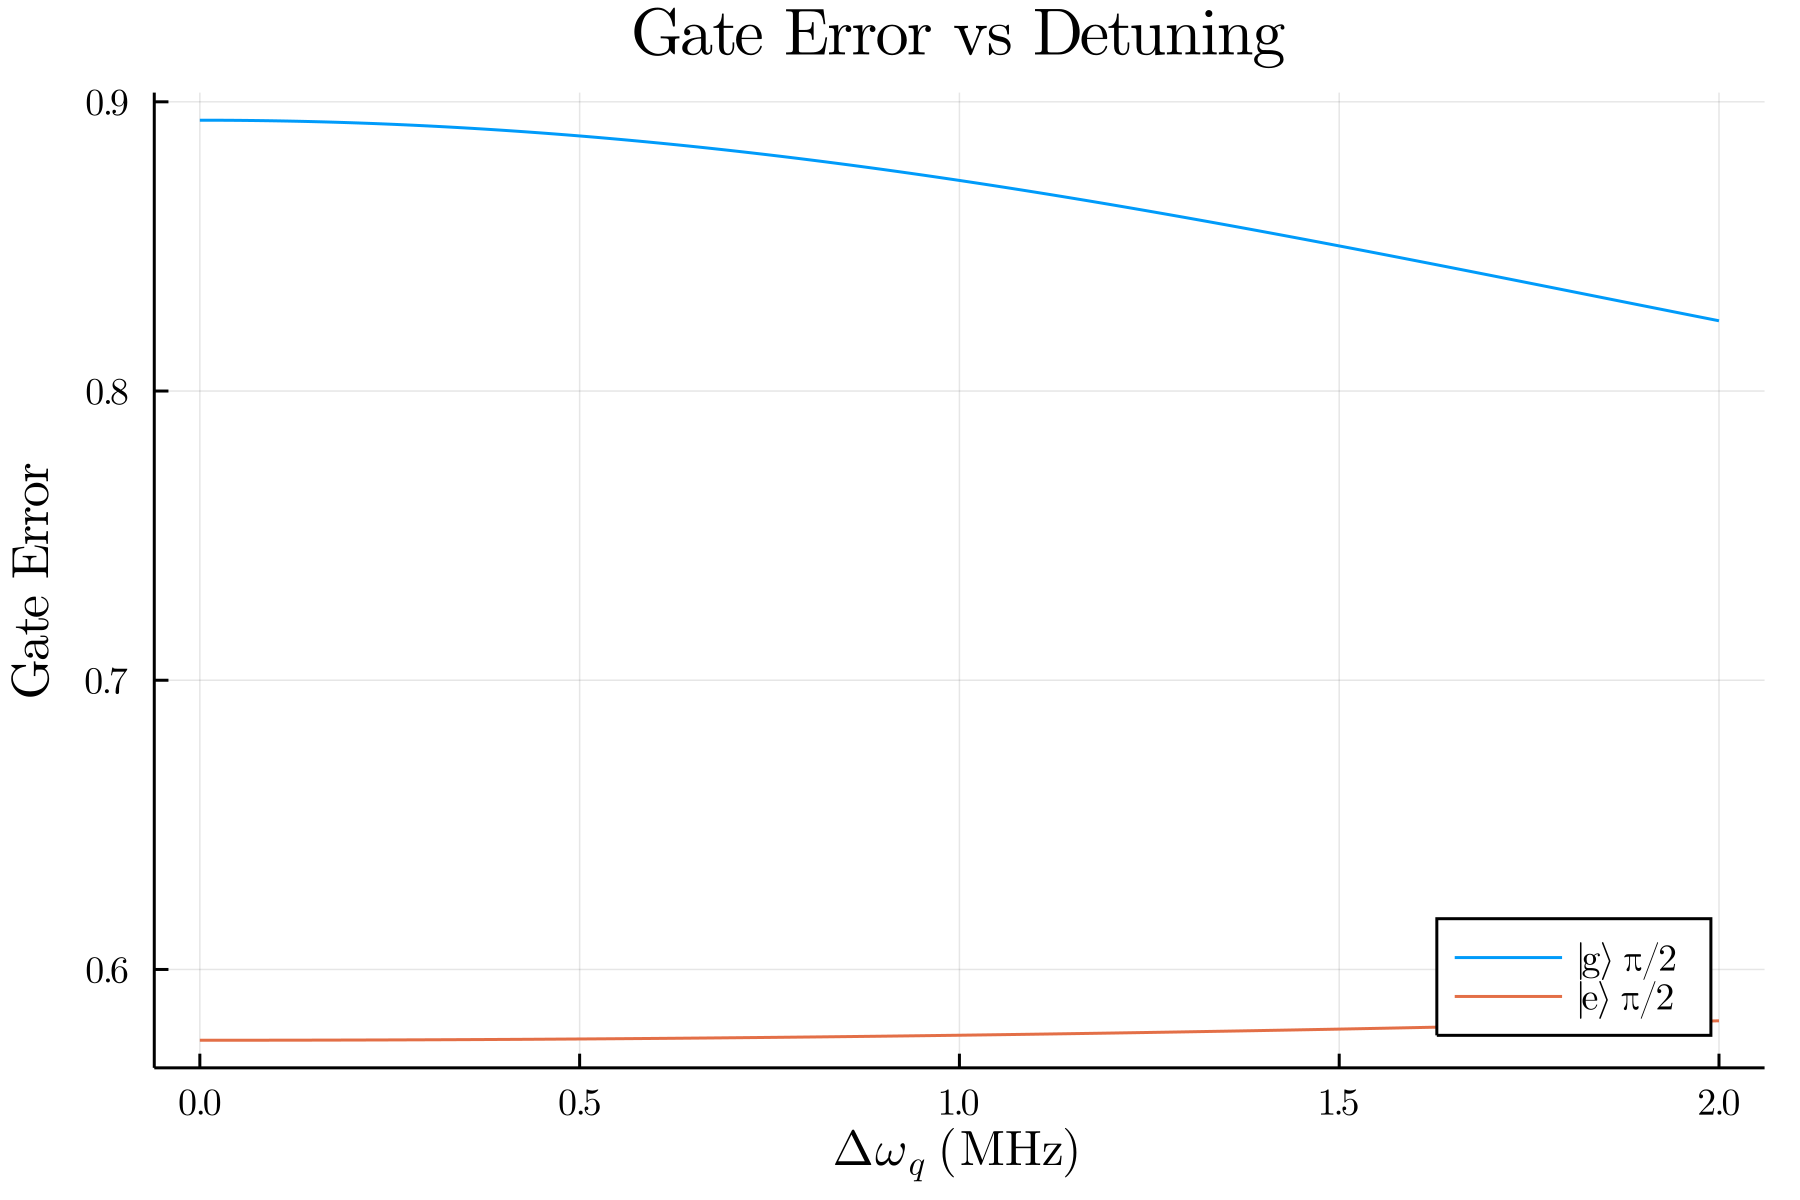 Gate Error vs Detuning
Gate Error
0.9
0.8
0.7
0.6
0.0 0.5 1.0 1.5 2.0
Δω_q (MHz)
|g⟩ π/2
|e⟩ π/2